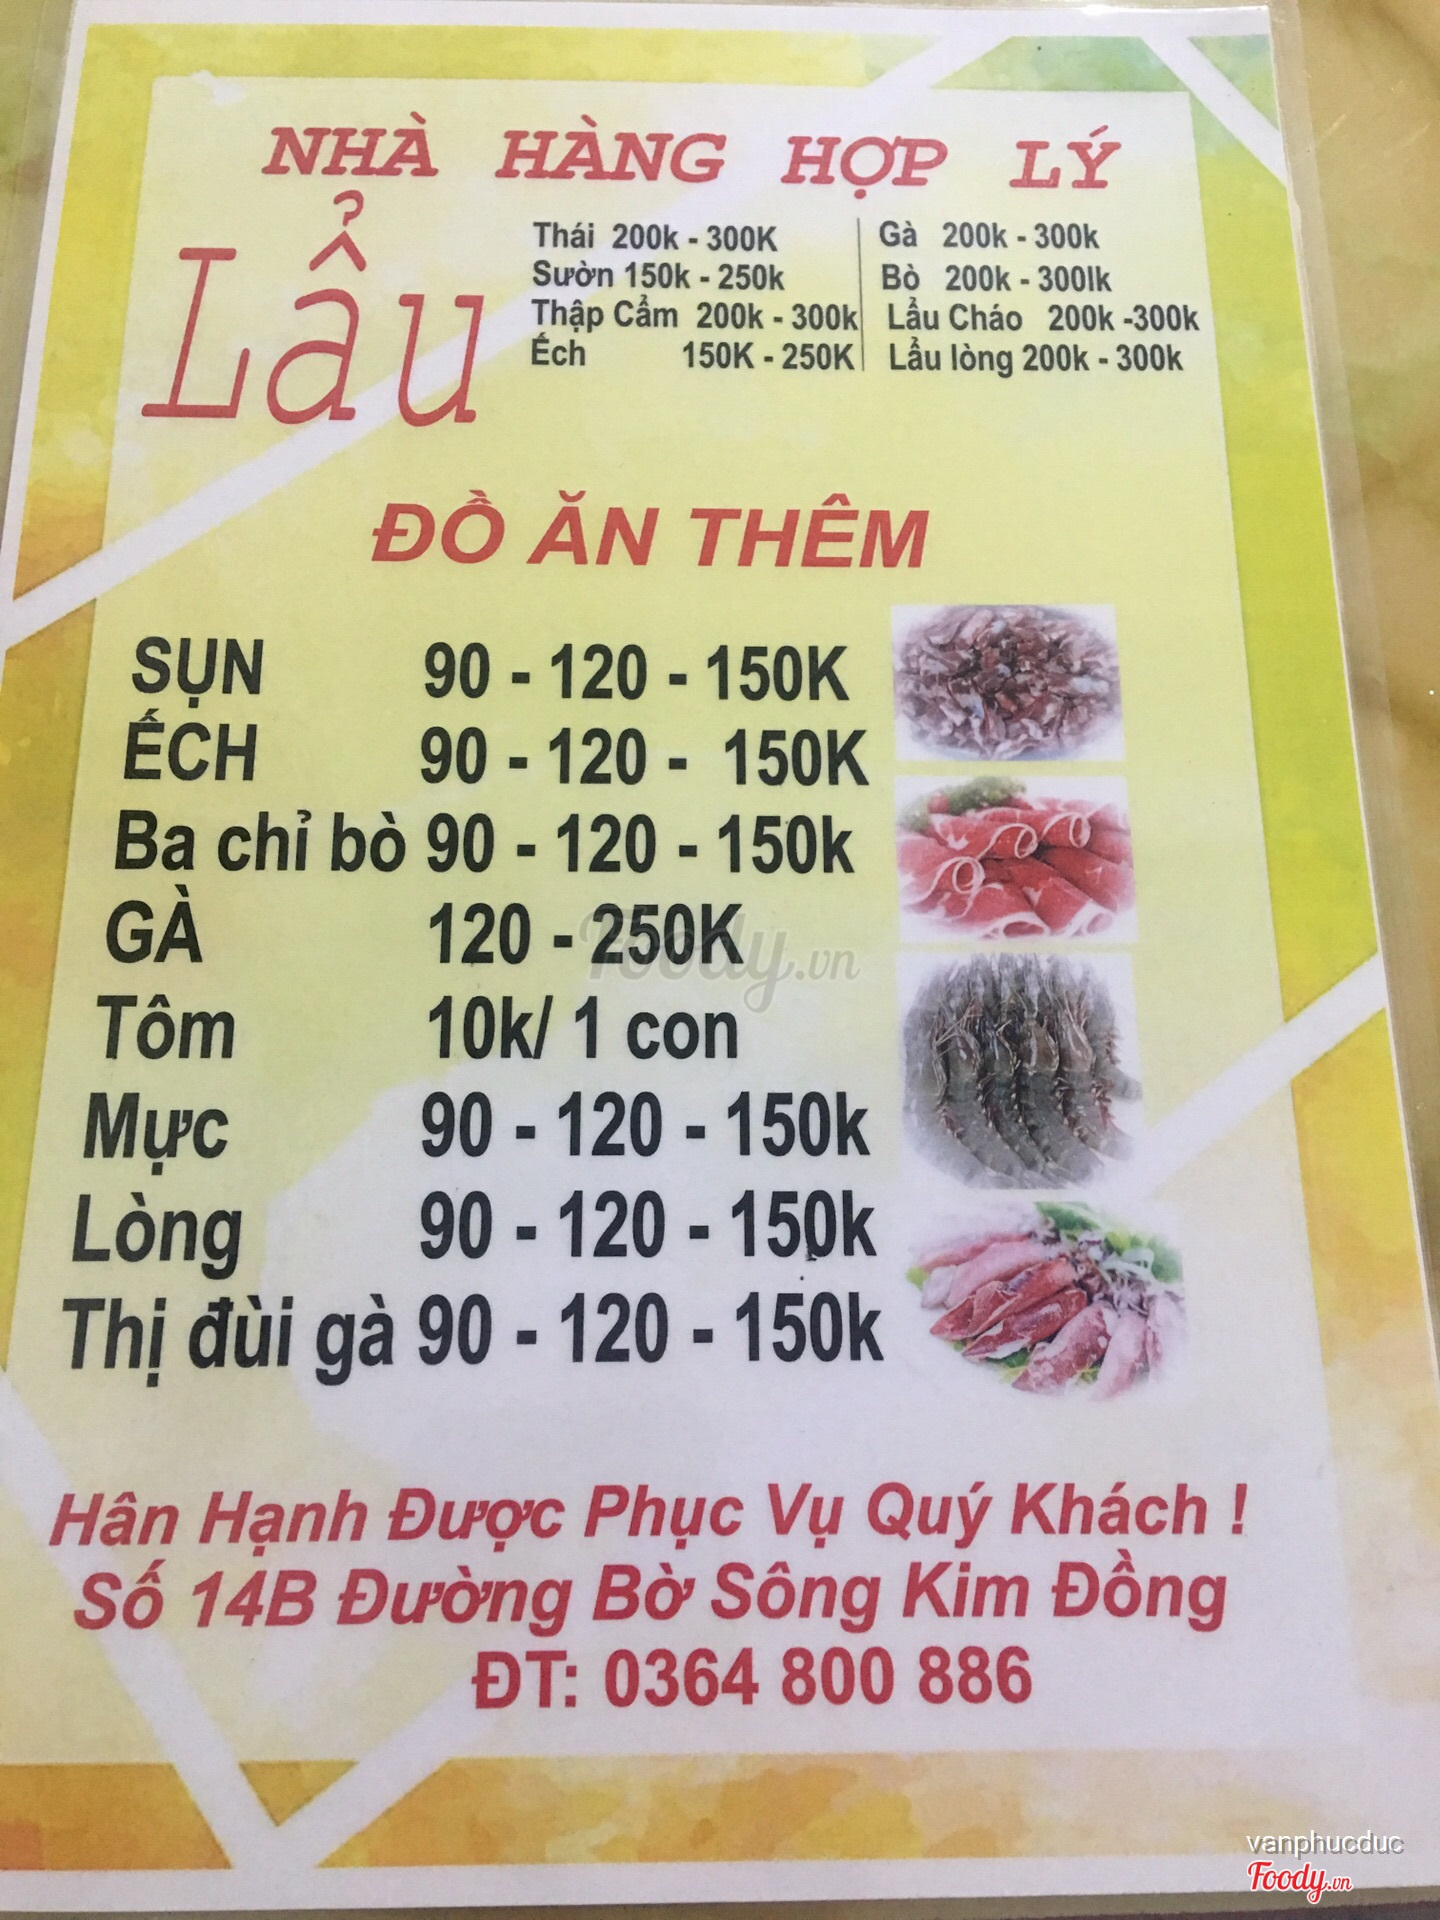 NHÀ HÀNG HỢP LÝ
Lẩu
Thái 200k - 300K
Sườn 150k - 250k
Thập Cẩm 200k - 300k
Ếch 150K - 250K
Gà 200k - 300k
Bò 200k - 300lk
Lẩu Cháo 200k -300k
Lẩu lòng 200k - 300k
ĐỒ ĂN THÊM
SỤN 90 - 120 - 150K
ẾCH 90 - 120 - 150K
Ba chỉ bò 90 - 120 - 150k
GÀ 120 - 250K
Tôm 10k/ 1 con
Mực 90 - 120 - 150k
Lòng 90 - 120 - 150k
Thị đùi gà 90 - 120 - 150k
Foody.vn
Hân Hạnh Được Phục Vụ Quý Khách !
Số 14B Đường Bờ Sông Kim Đồng
ĐT: 0364 800 886
vanphucduc
Foody.vn